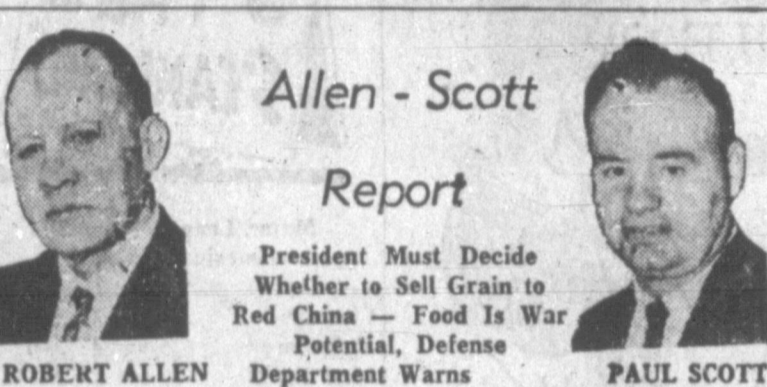 Allen - Scott
Report
President Must Decide
Whether to Sell Grain to
Red China — Food Is War
Potential, Defense
Department Warns
ROBERT ALLEN
PAUL SCOTT